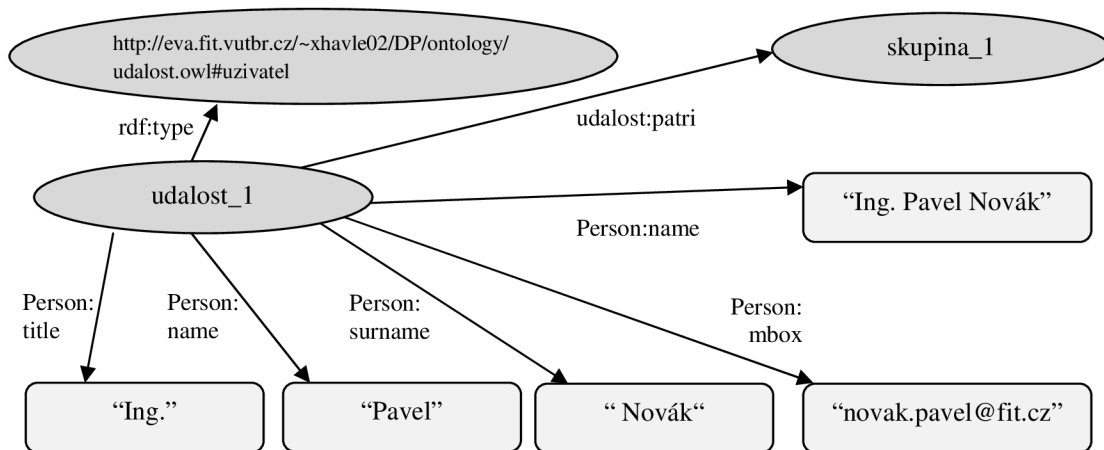 http://eva.fit.vutbr.cz/~xhavle02/DP/ontology/
udalost.owl#uzivatel
skupina_1
rdf:type
udalost:patri
udalost_1
“Ing. Pavel Novák”
Person:name
Person:
title
Person:
name
Person:
surname
Person:
mbox
“Ing.”
“Pavel”
“ Novák“
“novak.pavel@fit.cz”